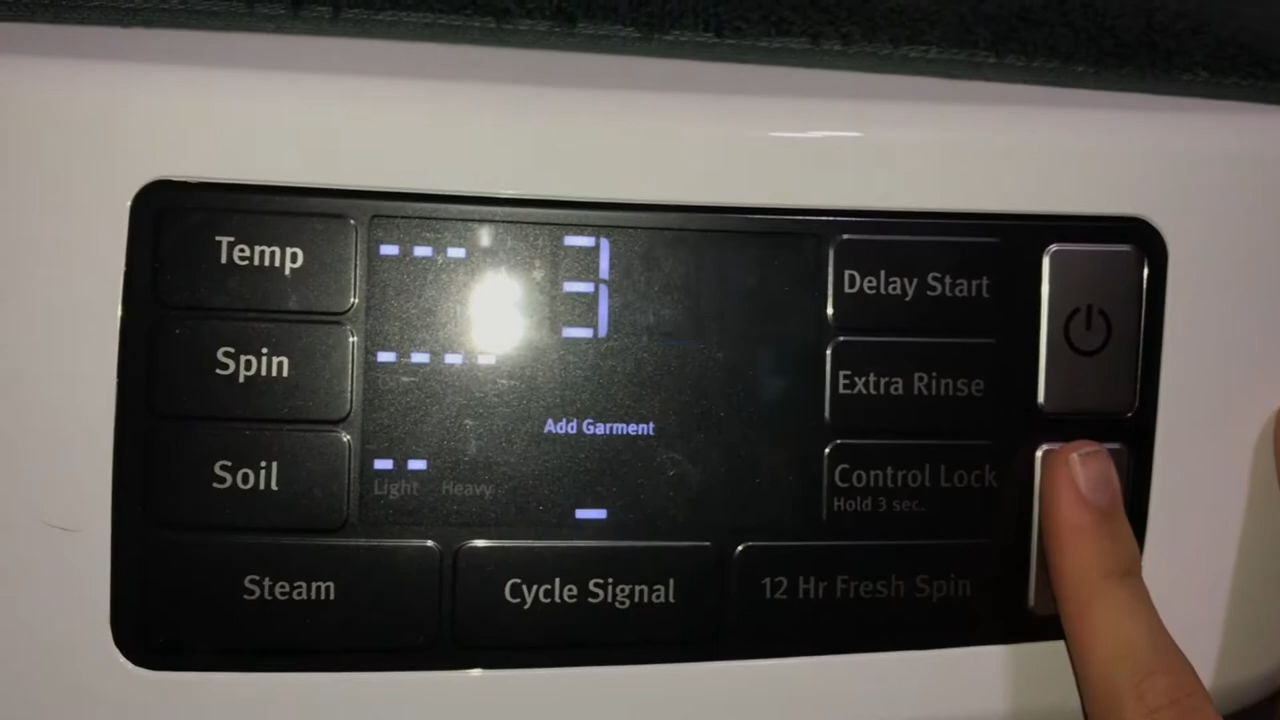 Temp
3
Delay Start
Spin
Extra Rinse
Add Garment
Soil
Light Heavy
Control Lock
Hold 3 sec.
Steam
Cycle Signal
12 Hr Fresh Spin